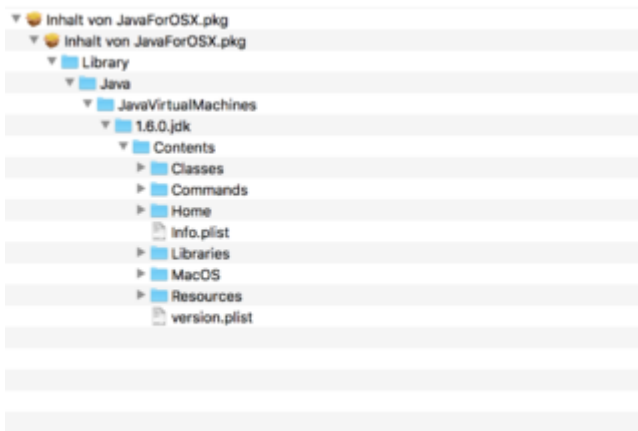 Inhalt von JavaForOSX.pkg
Inhalt von JavaForOSX.pkg
Library
Java
JavaVirtualMachines
1.6.0.jdk
Contents
Classes
Commands
Home
Info.plist
Libraries
MacOS
Resources
version.plist